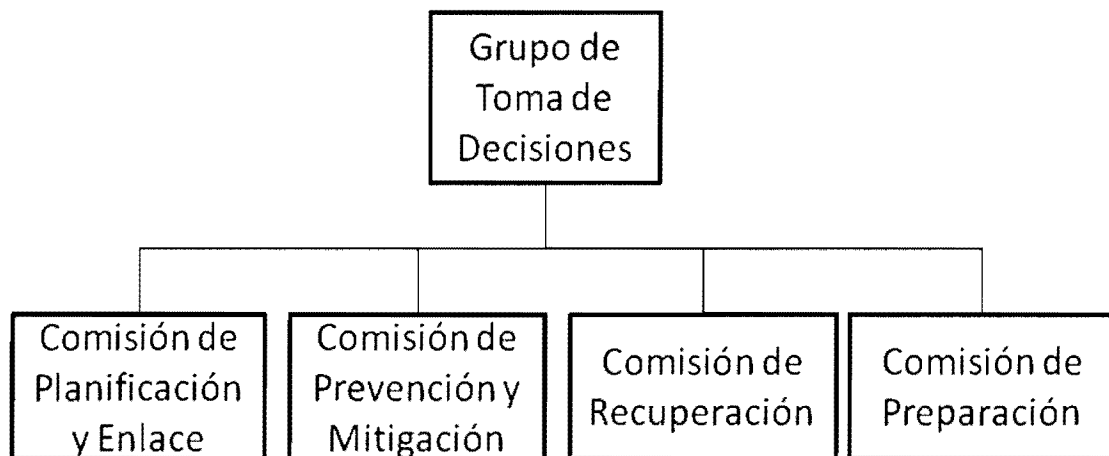 Grupo de
Toma de
Decisiones
Comisión de
Planificación
y Enlace
Comisión de
Prevención y
Mitigación
Comisión de
Recuperación
Comisión de
Preparación